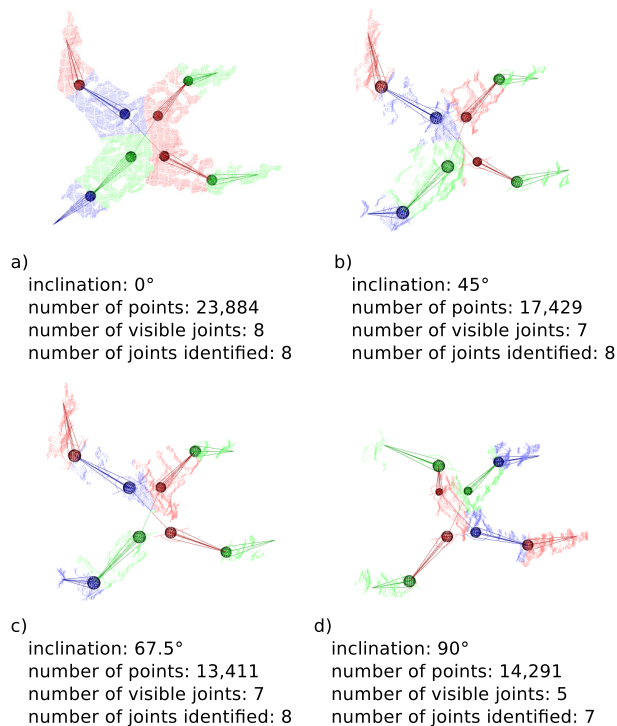 a)
inclination: 0°
number of points: 23,884
number of visible joints: 8
number of joints identified: 8
b)
inclination: 45°
number of points: 17,429
number of visible joints: 7
number of joints identified: 8
c)
inclination: 67.5°
number of points: 13,411
number of visible joints: 7
number of joints identified: 8
d)
inclination: 90°
number of points: 14,291
number of visible joints: 5
number of joints identified: 7